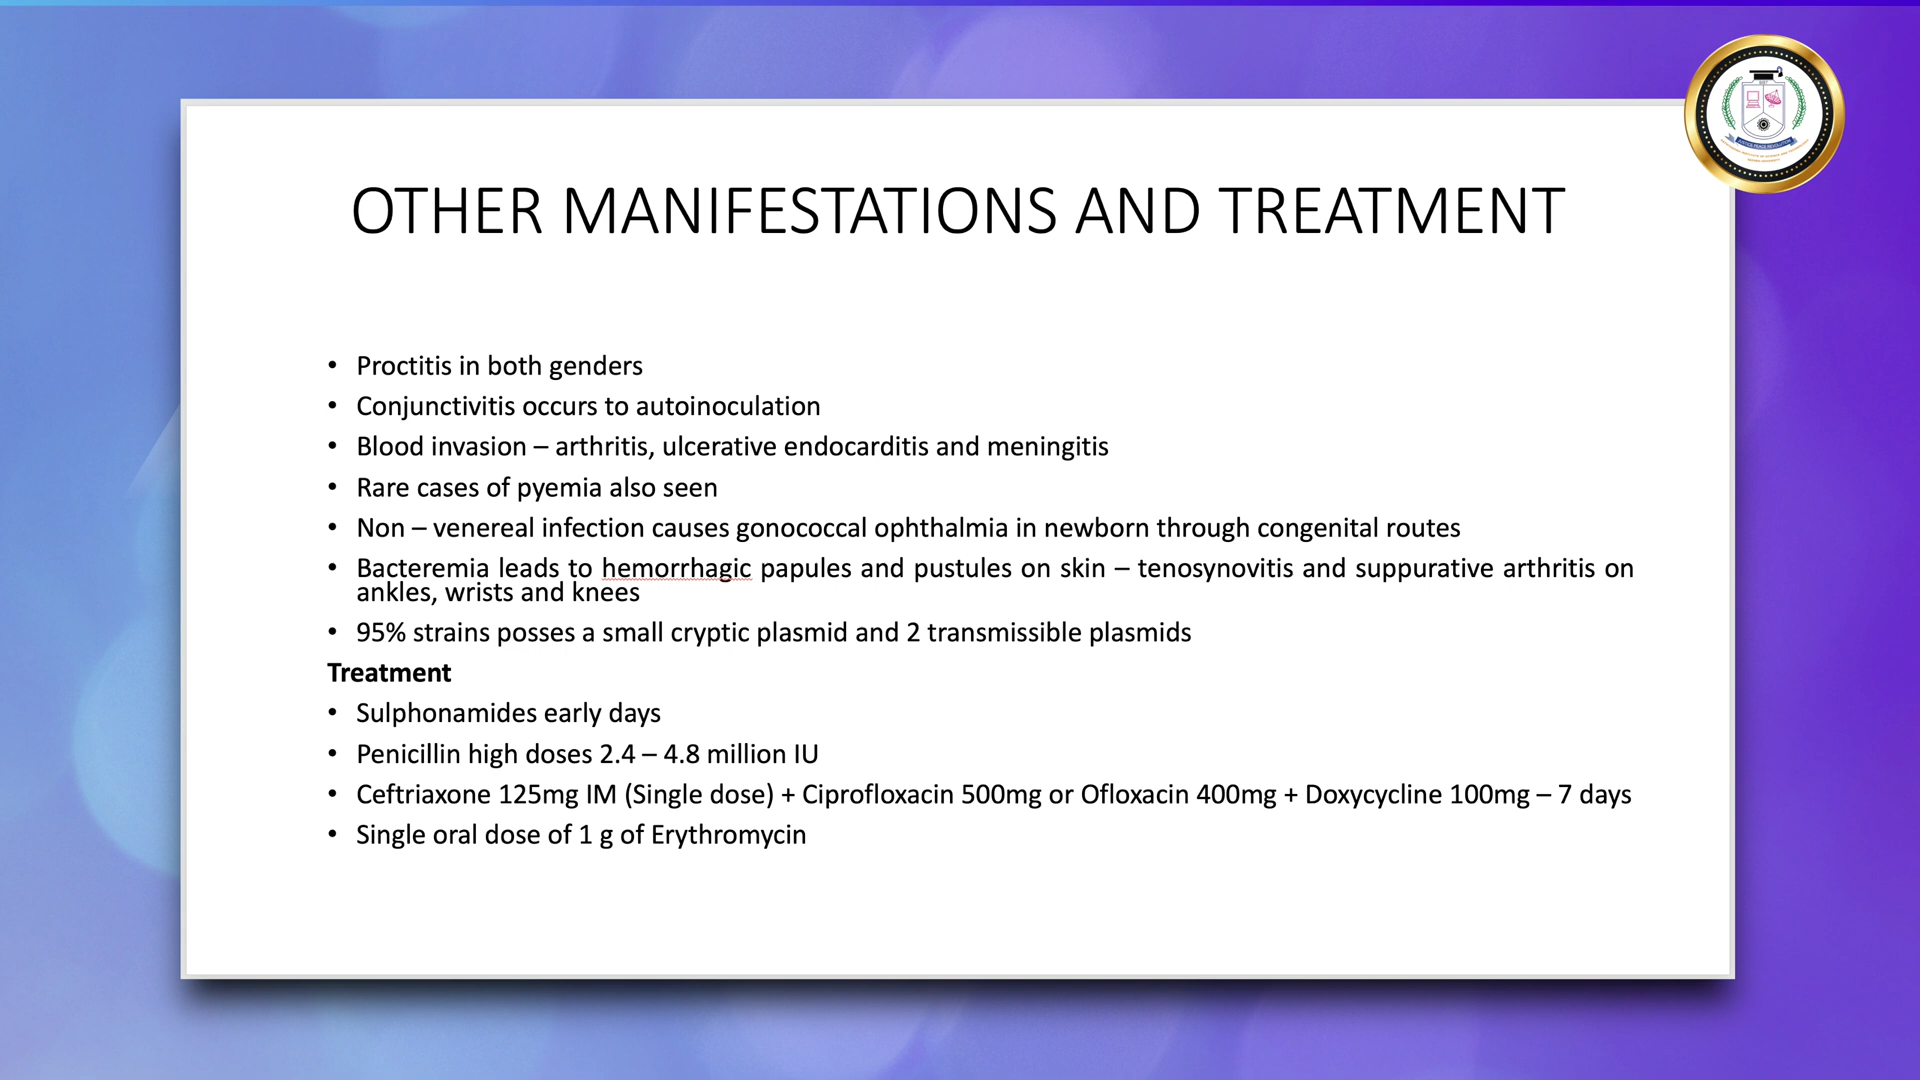 OTHER MANIFESTATIONS AND TREATMENT
• Proctitis in both genders
• Conjunctivitis occurs to autoinoculation
• Blood invasion – arthritis, ulcerative endocarditis and meningitis
• Rare cases of pyemia also seen
• Non – venereal infection causes gonococcal ophthalmia in newborn through congenital routes
• Bacteremia leads to hemorrhagic papules and pustules on skin – tenosynovitis and suppurative arthritis on
ankles, wrists and knees
• 95% strains posses a small cryptic plasmid and 2 transmissible plasmids
Treatment
• Sulphonamides early days
• Penicillin high doses 2.4 – 4.8 million IU
• Ceftriaxone 125mg IM (Single dose) + Ciprofloxacin 500mg or Ofloxacin 400mg + Doxycycline 100mg – 7 days
• Single oral dose of 1 g of Erythromycin